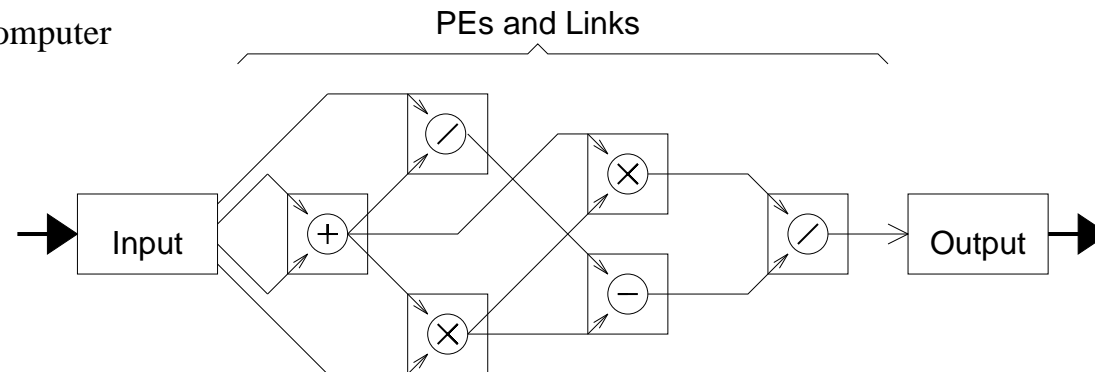 PEs and Links
omputer
/
×
+
Input
/
Output
−
×